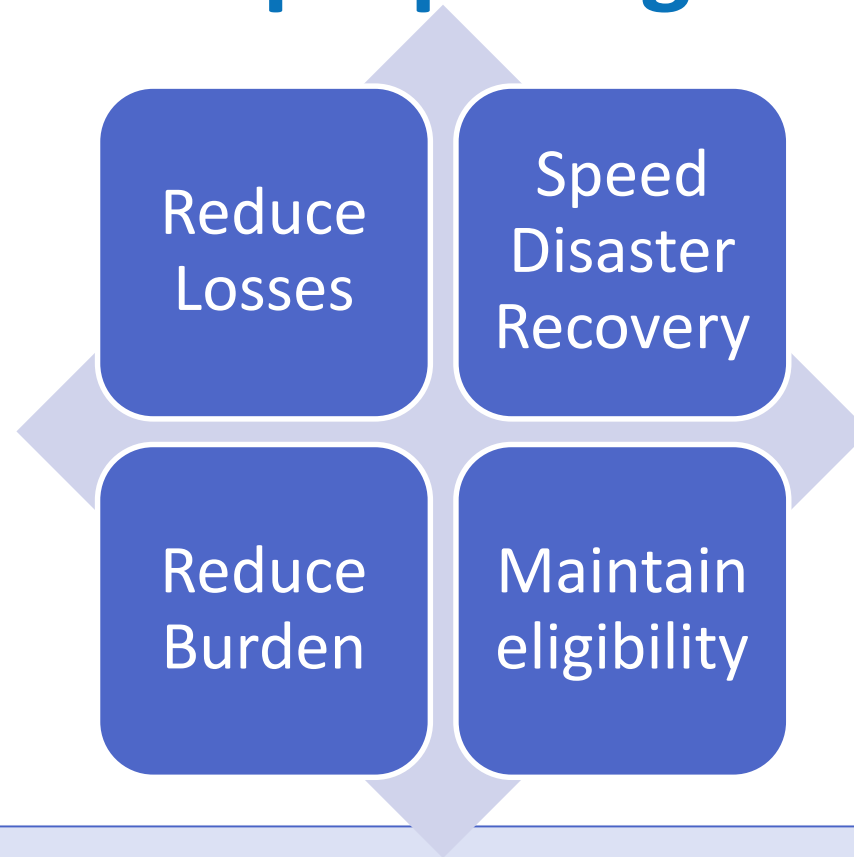 Reduce
Losses
Speed
Disaster
Recovery
Reduce
Burden
Maintain
eligibility